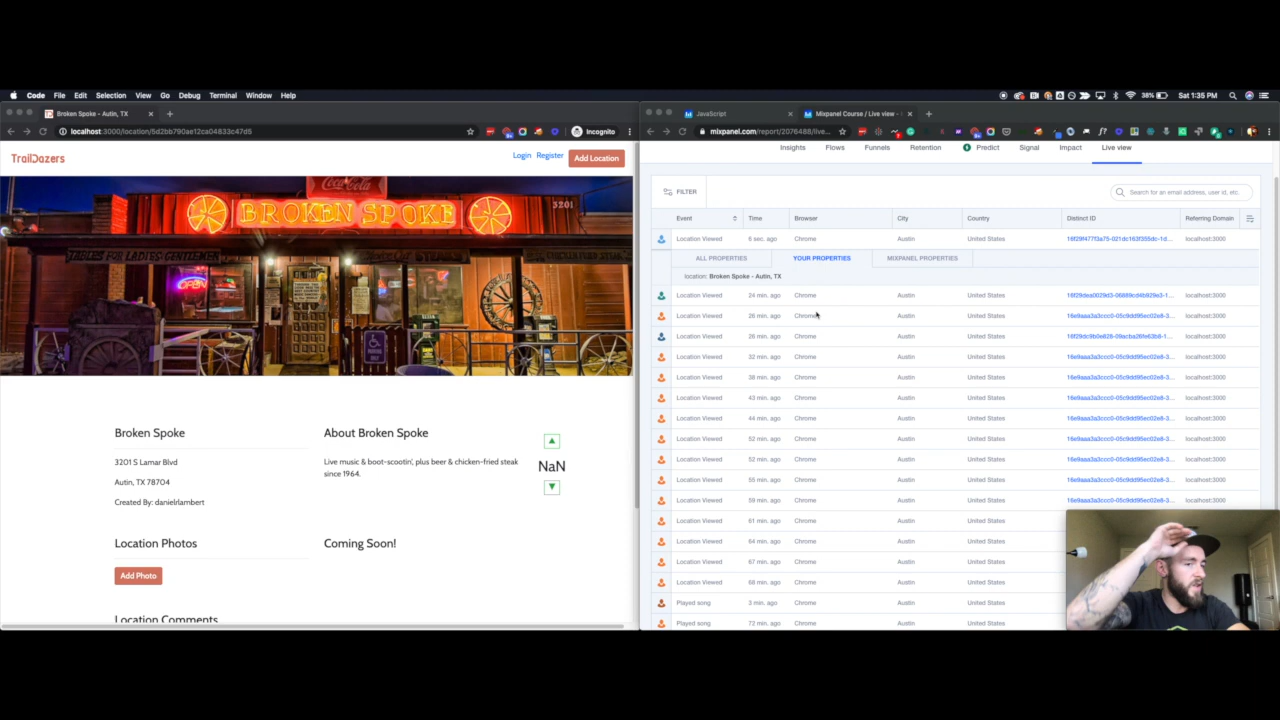 Code File Edit Selection View Go Debug Terminal Window Help
38% Sat 1:35 PM
Broken Spoke - Autin, TX
JavaScript
Mixpanel Course / Live view -
localhost:3000/location/5d2bb790ae12ca04833c47d5
Incognito
mixpanel.com/report/2076488/live...
TrailDazers
Login Register Add Location
Coca-Cola
BROKEN SPOKE
3201
TABLES FOR LADIES-GENTLEMEN
OPEN
Broken Spoke
3201 S Lamar Blvd
Autin, TX 78704
Created By: danielrlambert
About Broken Spoke
Live music & boot-scootin', plus beer & chicken-fried steak
since 1964.
NaN
Location Photos
Coming Soon!
Add Photo
Location Comments
Insights Flows Funnels Retention Predict Signal Impact Live view
FILTER
Search for an email address, user id, etc.
Event Time Browser City Country Distinct ID Referring Domain
Location Viewed 6 sec. ago Chrome Austin United States localhost:3000
ALL PROPERTIES YOUR PROPERTIES MIXPANEL PROPERTIES
location: Broken Spoke - Autin, TX
Location Viewed 24 min. ago Chrome Austin United States localhost:3000
Location Viewed 26 min. ago Chrome Austin United States localhost:3000
Location Viewed 26 min. ago Chrome Austin United States localhost:3000
Location Viewed 32 min. ago Chrome Austin United States localhost:3000
Location Viewed 38 min. ago Chrome Austin United States localhost:3000
Location Viewed 43 min. ago Chrome Austin United States localhost:3000
Location Viewed 44 min. ago Chrome Austin United States localhost:3000
Location Viewed 52 min. ago Chrome Austin United States localhost:3000
Location Viewed 52 min. ago Chrome Austin United States localhost:3000
Location Viewed 55 min. ago Chrome Austin United States localhost:3000
Location Viewed 59 min. ago Chrome Austin United States localhost:3000
Location Viewed 61 min. ago Chrome Austin United States
Location Viewed 64 min. ago Chrome Austin United States
Location Viewed 67 min. ago Chrome Austin United States
Location Viewed 68 min. ago Chrome Austin United States
Played song 3 min. ago Chrome Austin United States
Played song 72 min. ago Chrome Austin United States